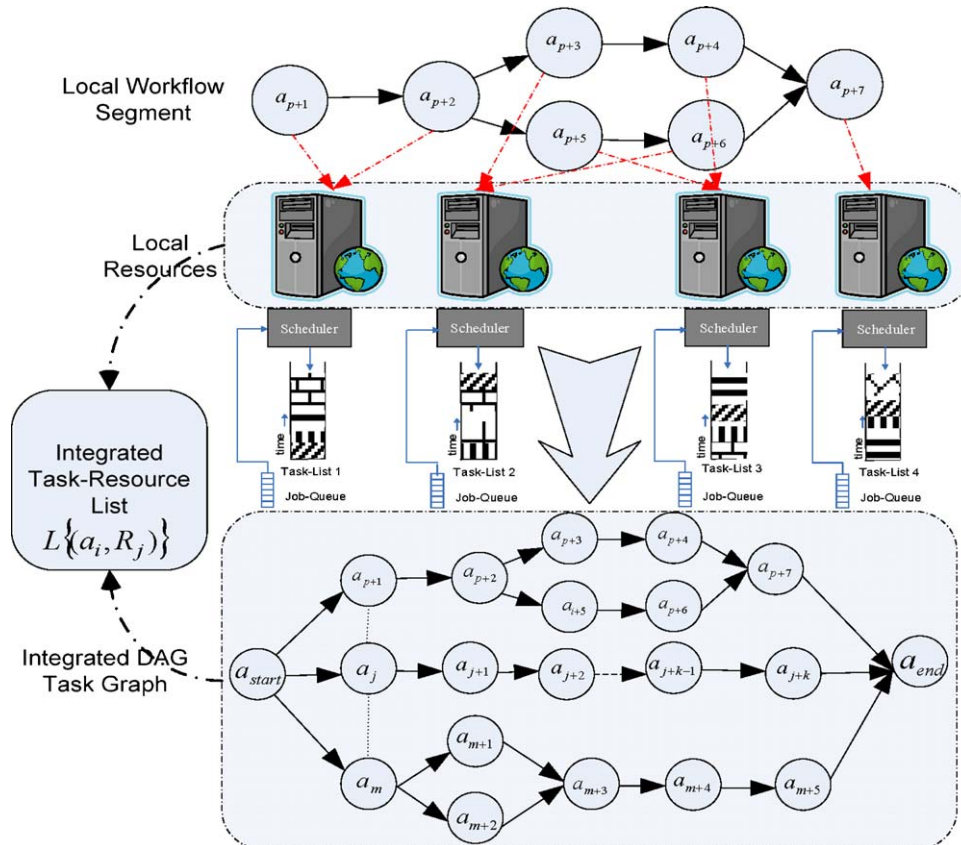 a_{p+3}
a_{p+4}
Local Workflow
Segment
a_{p+1}
a_{p+2}
a_{p+7}
a_{p+5}
a_{p+6}
Local
Resources
Scheduler
Scheduler
Scheduler
Scheduler
time
time
time
time
Task-List 1
Task-List 2
Task-List 3
Task-List 4
Job-Queue
Job-Queue
Job-Queue
Job-Queue
Integrated
Task-Resource
List
L{(a_i, R_j)}
Integrated DAG
Task Graph
a_{p+3}
a_{p+4}
a_{p+1}
a_{p+2}
a_{p+7}
a_{i+5}
a_{p+6}
a_{start}
a_j
a_{j+1}
a_{j+2}
a_{j+k-1}
a_{j+k}
a_{end}
a_{m+1}
a_m
a_{m+3}
a_{m+4}
a_{m+5}
a_{m+2}